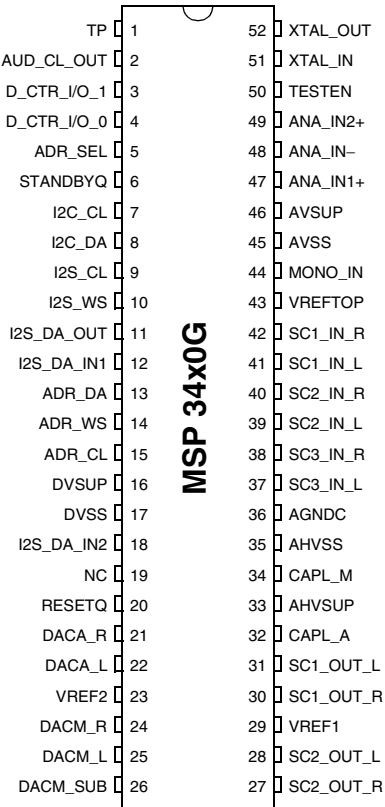 TP 1 52 XTAL_OUT
AUD_CL_OUT 2 51 XTAL_IN
D_CTR_I/O_1 3 50 TESTEN
D_CTR_I/O_0 4 49 ANA_IN2+
ADR_SEL 5 48 ANA_IN−
STANDBYQ 6 47 ANA_IN1+
I2C_CL 7 46 AVSUP
I2C_DA 8 45 AVSS
I2S_CL 9 44 MONO_IN
I2S_WS 10 43 VREFTOP
I2S_DA_OUT 11 42 SC1_IN_R
I2S_DA_IN1 12 41 SC1_IN_L
ADR_DA 13 40 SC2_IN_R
ADR_WS 14 39 SC2_IN_L
ADR_CL 15 38 SC3_IN_R
DVSUP 16 37 SC3_IN_L
DVSS 17 36 AGNDC
I2S_DA_IN2 18 35 AHVSS
NC 19 34 CAPL_M
RESETQ 20 33 AHVSUP
DACA_R 21 32 CAPL_A
DACA_L 22 31 SC1_OUT_L
VREF2 23 30 SC1_OUT_R
DACM_R 24 29 VREF1
DACM_L 25 28 SC2_OUT_L
DACM_SUB 26 27 SC2_OUT_R
MSP 34x0G